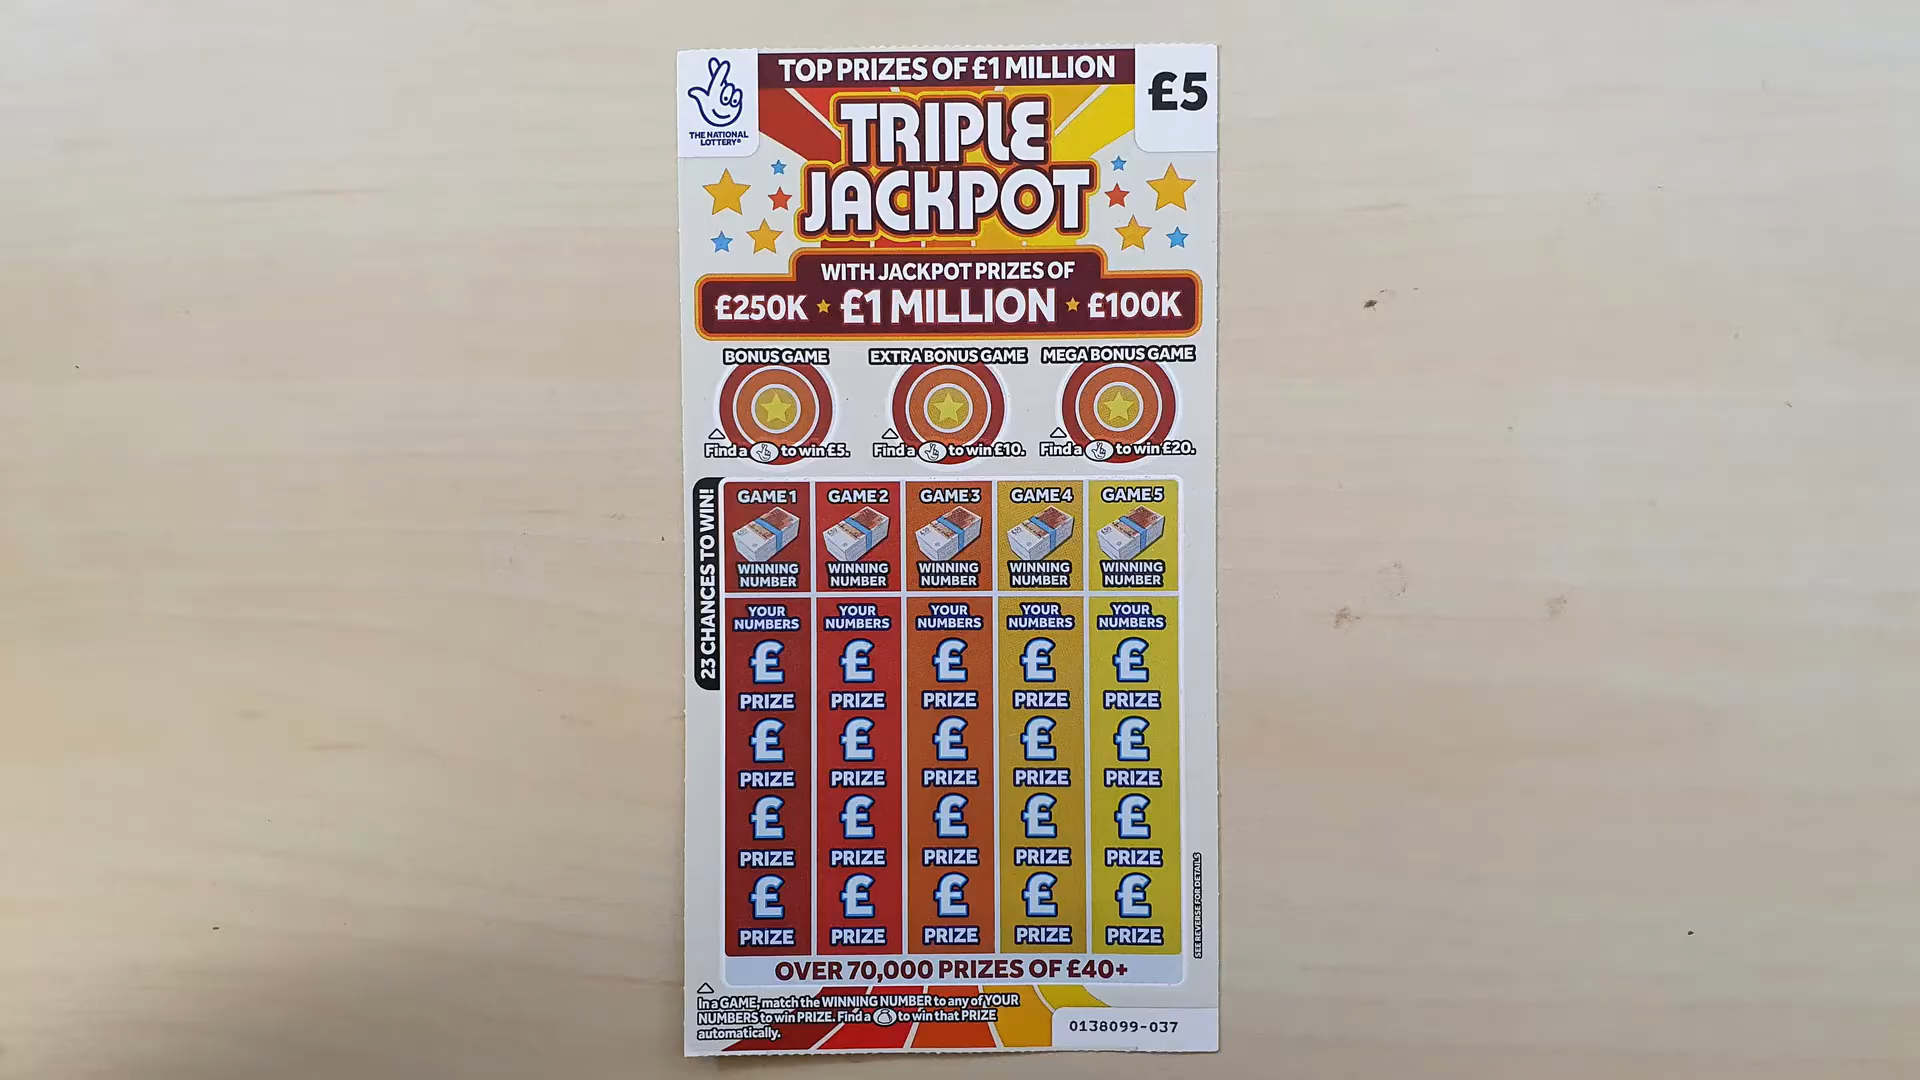 TOP PRIZES OF £1 MILLION
£5
THE NATIONAL
LOTTERY®
TRIPLE
JACKPOT
WITH JACKPOT PRIZES OF
£250K £1 MILLION £100K
BONUS GAME EXTRA BONUS GAME MEGA BONUS GAME
Find a to win £5. Find a to win £10. Find a to win £20.
23 CHANCES TO WIN!
GAME 1 GAME 2 GAME 3 GAME 4 GAME 5
WINNING WINNING WINNING WINNING WINNING
NUMBER NUMBER NUMBER NUMBER NUMBER
YOUR YOUR YOUR YOUR YOUR
NUMBERS NUMBERS NUMBERS NUMBERS NUMBERS
£ £ £ £ £
PRIZE PRIZE PRIZE PRIZE PRIZE
£ £ £ £ £
PRIZE PRIZE PRIZE PRIZE PRIZE
£ £ £ £ £
PRIZE PRIZE PRIZE PRIZE PRIZE
£ £ £ £ £
PRIZE PRIZE PRIZE PRIZE PRIZE
SEE REVERSE FOR DETAILS
OVER 70,000 PRIZES OF £40+
In a GAME, match the WINNING NUMBER to any of YOUR
NUMBERS to win PRIZE. Find a to win that PRIZE
automatically.
0138099-037